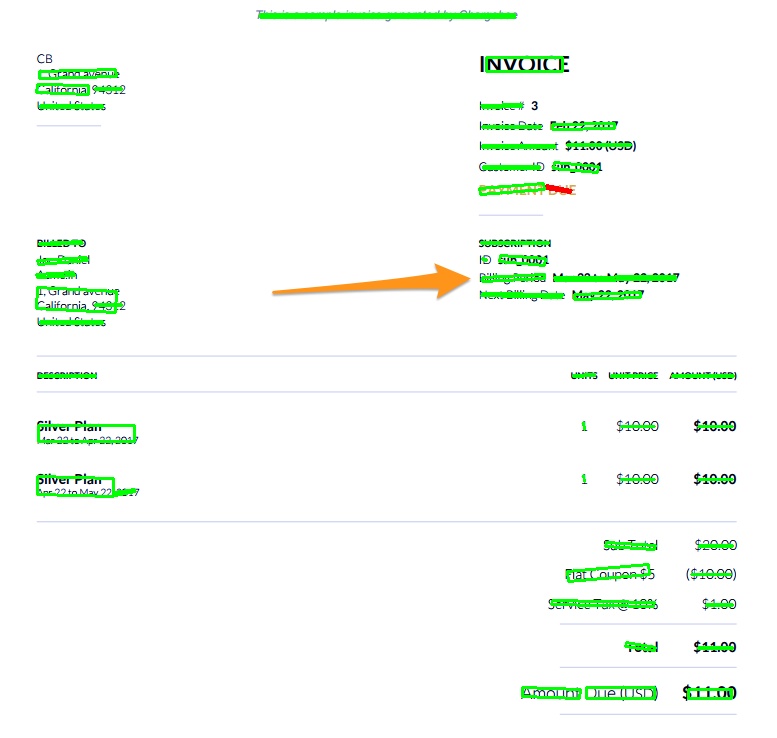 This is a sample invoice generated by Chargebee
CB
Grand avenue
California, 94312
United States
INVOICE
Invoice # 3
Invoice Date Feb 22, 2017
Invoice Amount $11.00 (USD)
Customer ID sub_0001
PAYMENT DUE
BILLED TO
Daniel
1, Grand avenue
California, 94312
United States
SUBSCRIPTION
ID sub_0001
Billing Period Mar 22 to May 22, 2017
Next Billing Date May 22, 2017
DESCRIPTION UNITS UNIT PRICE AMOUNT (USD)
Silver Plan 1 $10.00 $10.00
Mar 22 to Apr 22, 2017
Silver Plan 1 $10.00 $10.00
Apr 22 to May 22, 2017
Sub Total $20.00
Flat Coupon $5 ($10.00)
Service Tax @ 10% $1.00
Total $11.00
Amount Due (USD) $11.00